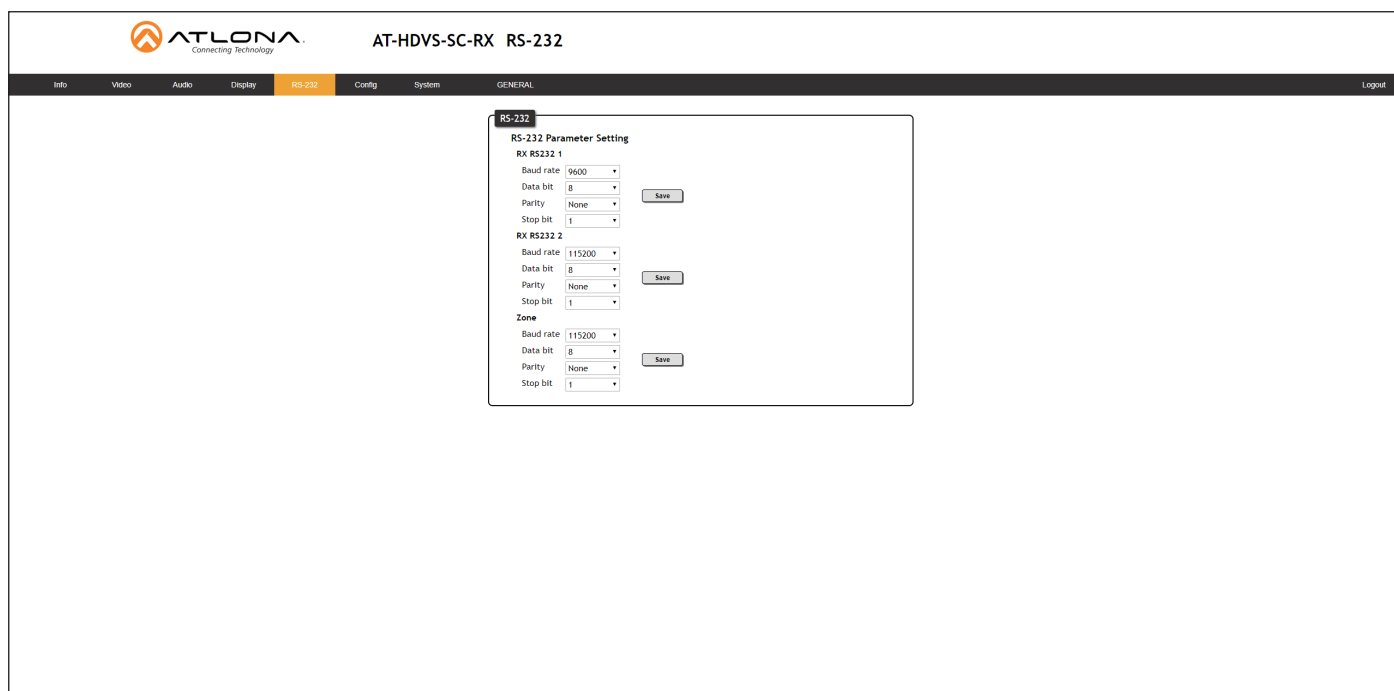 ATLONA.
Connecting Technology
AT-HDVS-SC-RX RS-232
Info Video Audio Display RS-232 Config System GENERAL Logout
RS-232
RS-232 Parameter Setting
RX RS232 1
Baud rate 9600
Data bit 8
Parity None
Stop bit 1
Save
RX RS232 2
Baud rate 115200
Data bit 8
Parity None
Stop bit 1
Save
Zone
Baud rate 115200
Data bit 8
Parity None
Stop bit 1
Save